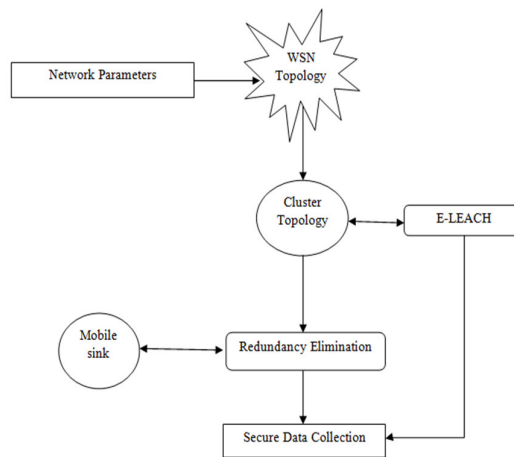 WSN
Topology
Network Parameters
Cluster
Topology
E-LEACH
Mobile
sink
Redundancy Elimination
Secure Data Collection